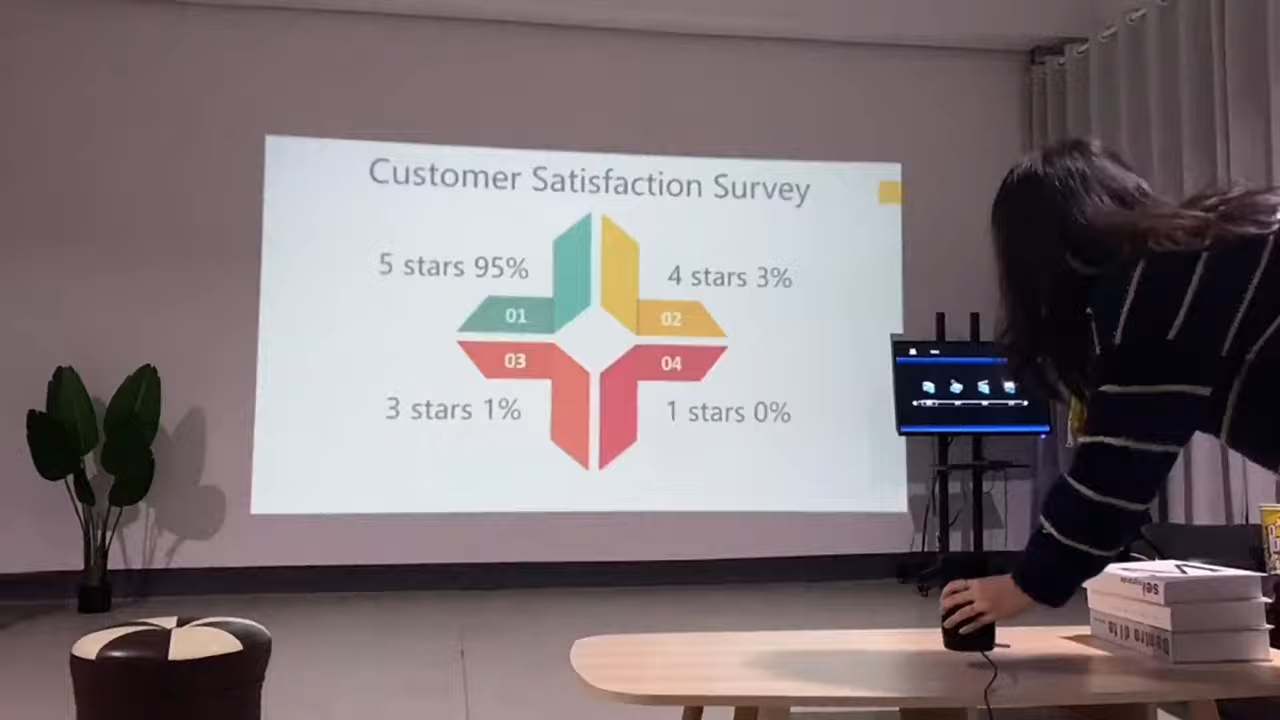 Customer Satisfaction Survey
5 stars 95%
4 stars 3%
01
02
03
04
3 stars 1%
1 stars 0%